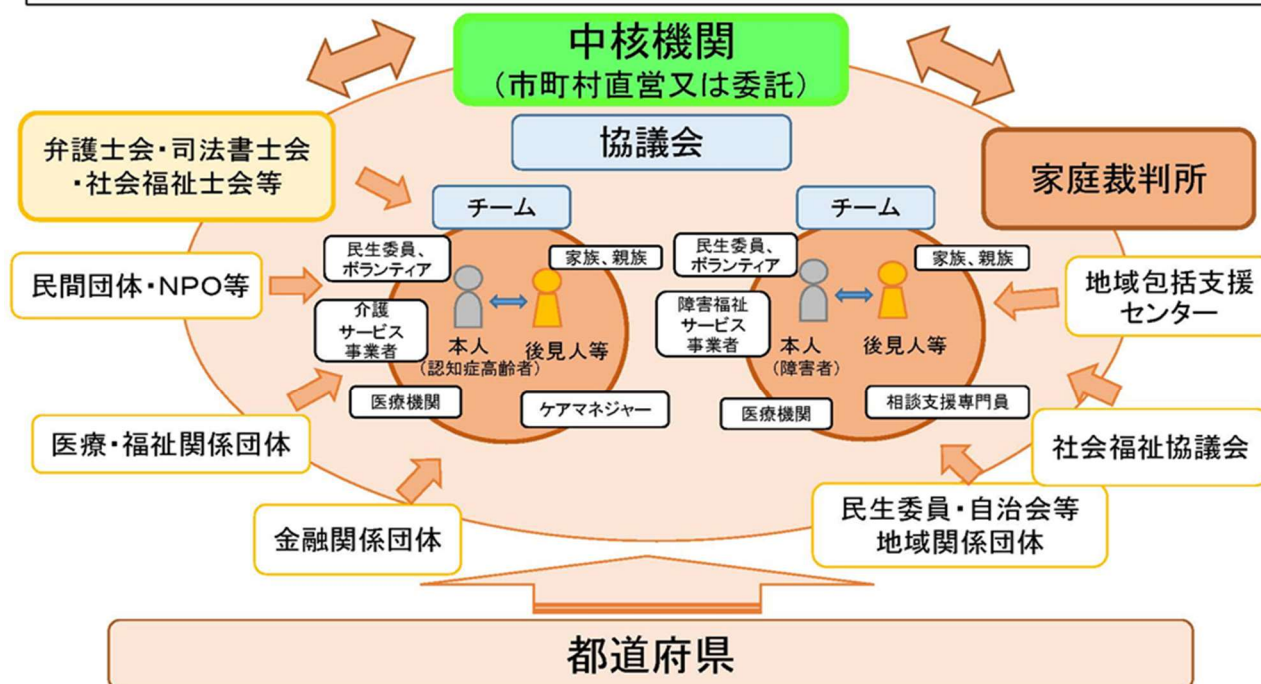 中核機関
(市町村直営又は委託)
協議会
弁護士会・司法書士会
・社会福祉士会等
家庭裁判所
チーム
民生委員、
ボランティア
家族、親族
介護
サービス
事業者
本人
(認知症高齢者)
後見人等
医療機関
ケアマネジャー
チーム
民生委員、
ボランティア
家族、親族
障害福祉
サービス
事業者
本人
(障害者)
後見人等
医療機関
相談支援専門員
民間団体・NPO等
医療・福祉関係団体
金融関係団体
地域包括支援
センター
社会福祉協議会
民生委員・自治会等
地域関係団体
都道府県